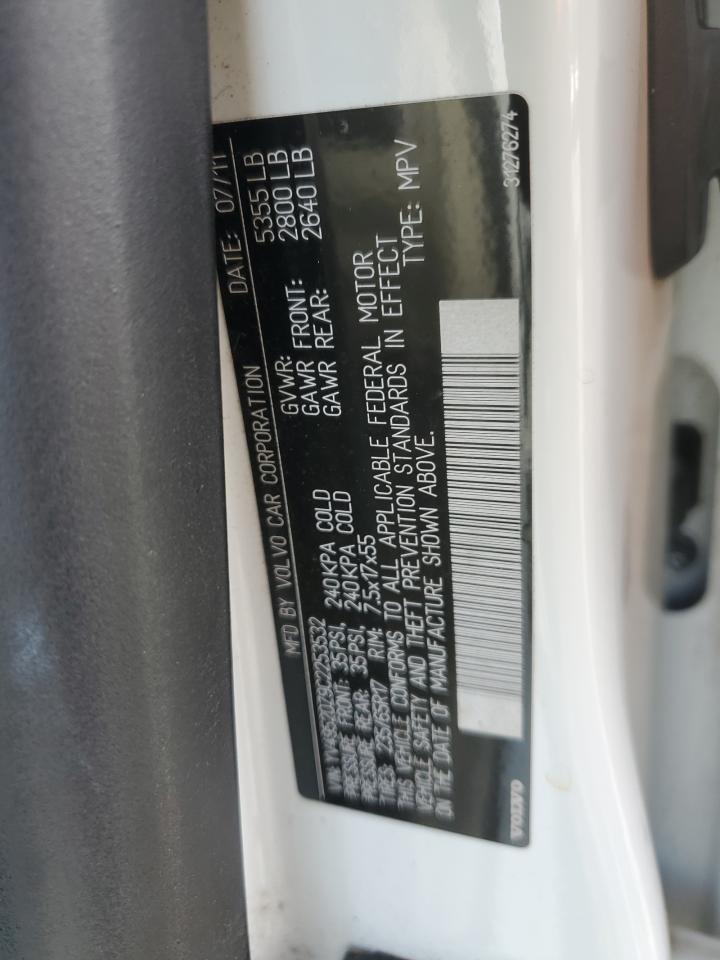 MFD BY VOLVO CAR CORPORATION DATE: 07/11
GVWR: 5355 LB
GAWR FRONT: 2800 LB
GAWR REAR: 2640 LB
VIN:
PRESSURE FRONT: 35PSI, 240KPA COLD
PRESSURE REAR: 35PSI, 240KPA COLD
TIRES: 235/65R17 RIM: 7.5x17x55
THIS VEHICLE CONFORMS TO ALL APPLICABLE FEDERAL MOTOR
VEHICLE SAFETY AND THEFT PREVENTION STANDARDS IN EFFECT
ON THE DATE OF MANUFACTURE SHOWN ABOVE. TYPE: MPV
VOLVO 31276274